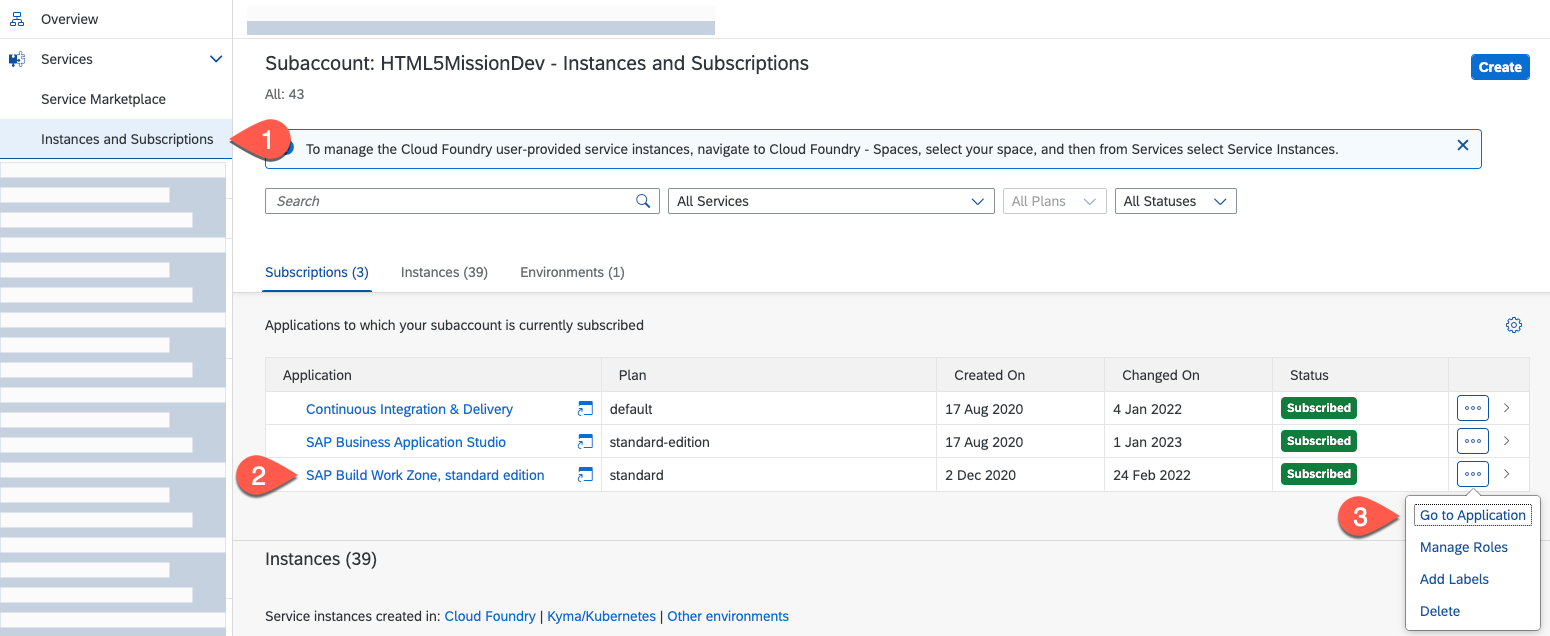 Overview
Services
Service Marketplace
Instances and Subscriptions
1
Subaccount: HTML5MissionDev - Instances and Subscriptions
Create
All: 43
To manage the Cloud Foundry user-provided service instances, navigate to Cloud Foundry - Spaces, select your space, and then from Services select Service Instances.
Search All Services All Plans All Statuses
Subscriptions (3) Instances (39) Environments (1)
Applications to which your subaccount is currently subscribed
Application Plan Created On Changed On Status
Continuous Integration & Delivery default 17 Aug 2020 4 Jan 2022 Subscribed
SAP Business Application Studio standard-edition 17 Aug 2020 1 Jan 2023 Subscribed
2 SAP Build Work Zone, standard edition standard 2 Dec 2020 24 Feb 2022 Subscribed
3 Go to Application
Manage Roles
Add Labels
Delete
Instances (39)
Service instances created in: Cloud Foundry | Kyma/Kubernetes | Other environments